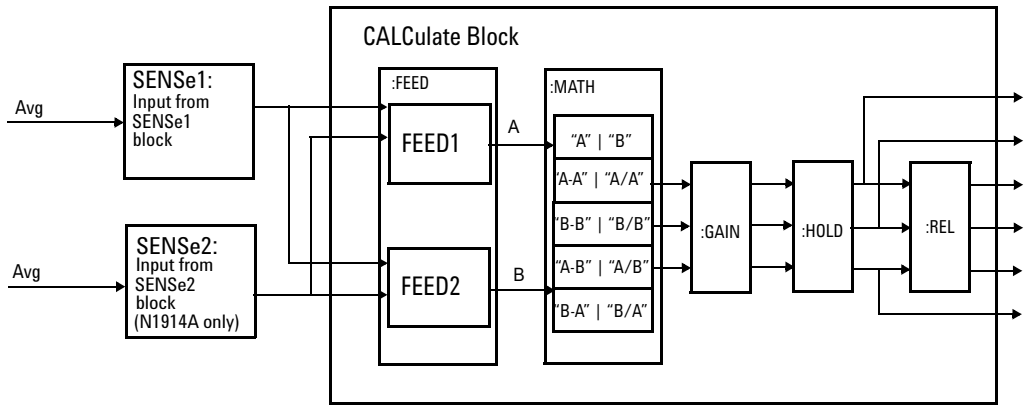 CALCulate Block
SENSe1:
Input from
SENSe1
block
Avg
SENSe2:
Input from
SENSe2
block
(N1914A only)
Avg
:FEED
FEED1
FEED2
A
B
:MATH
“A” | “B”
“A-A” | “A/A”
“B-B” | “B/B”
“A-B” | “A/B”
“B-A” | “B/A”
:GAIN
:HOLD
:REL